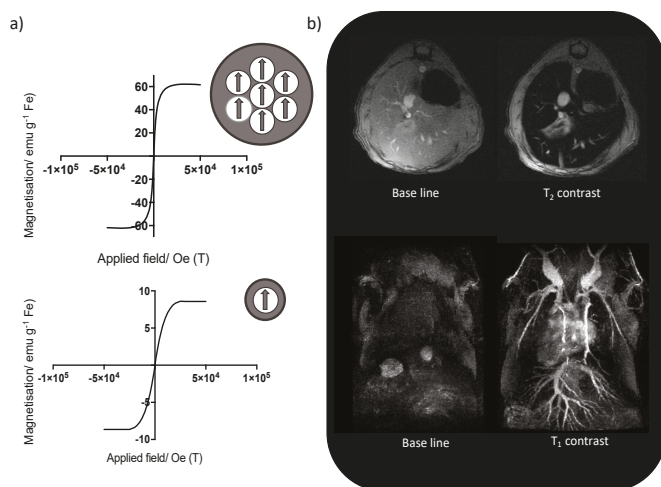 a)
b)
Magnetisation/ emu g⁻¹ Fe)
60
40
20
-1×10⁵ -5×10⁴ 5×10⁴ 1×10⁵
-20
-40
-60
Applied field/ Oe (T)
Magnetisation/ emu g⁻¹ Fe)
10
5
-1×10⁵ -5×10⁴ 5×10⁴ 1×10⁵
-5
-10
Applied field/ Oe (T)
Base line T₂ contrast
Base line T₁ contrast